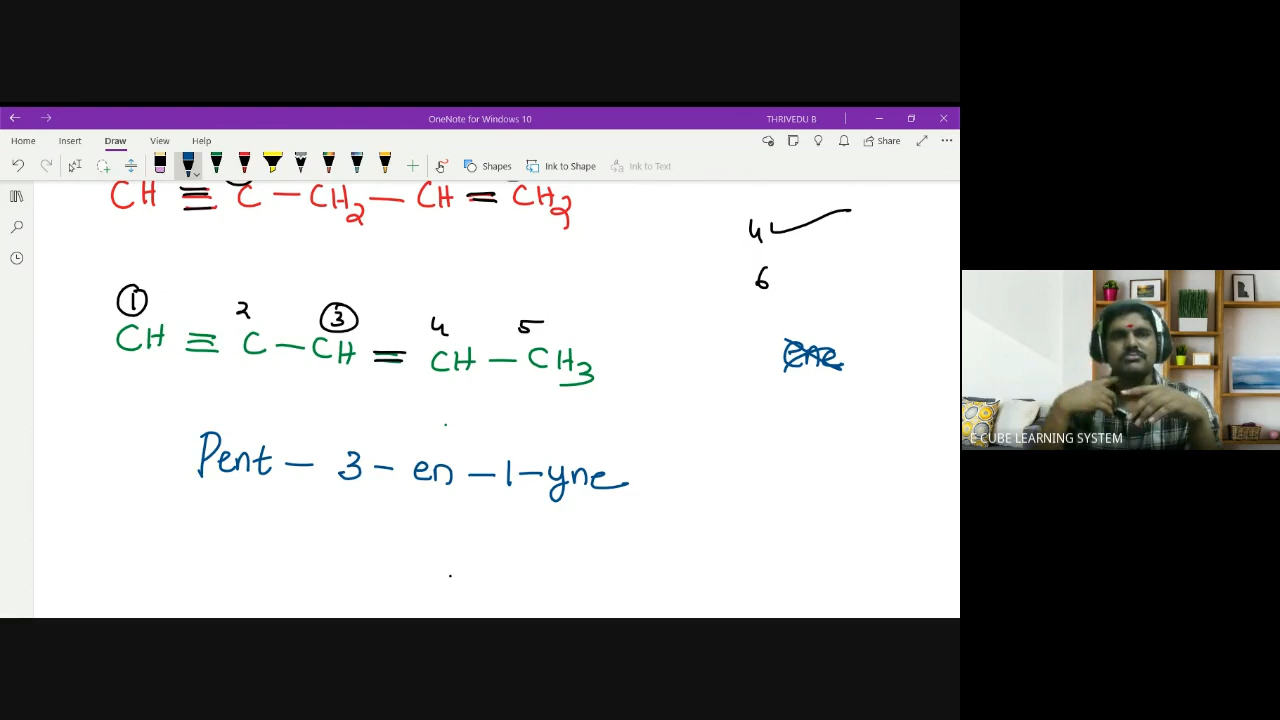 OneNote for Windows 10
THRIVEDU B
Home Insert Draw View Help
Share
Shapes Ink to Shape Ink to Text
CH ≡ C — CH2 — CH = CH2
4
6
1 2 3 4 5
CH ≡ C — CH = CH — CH3
ene
Pent — 3 — en — 1 — yne
E CUBE LEARNING SYSTEM